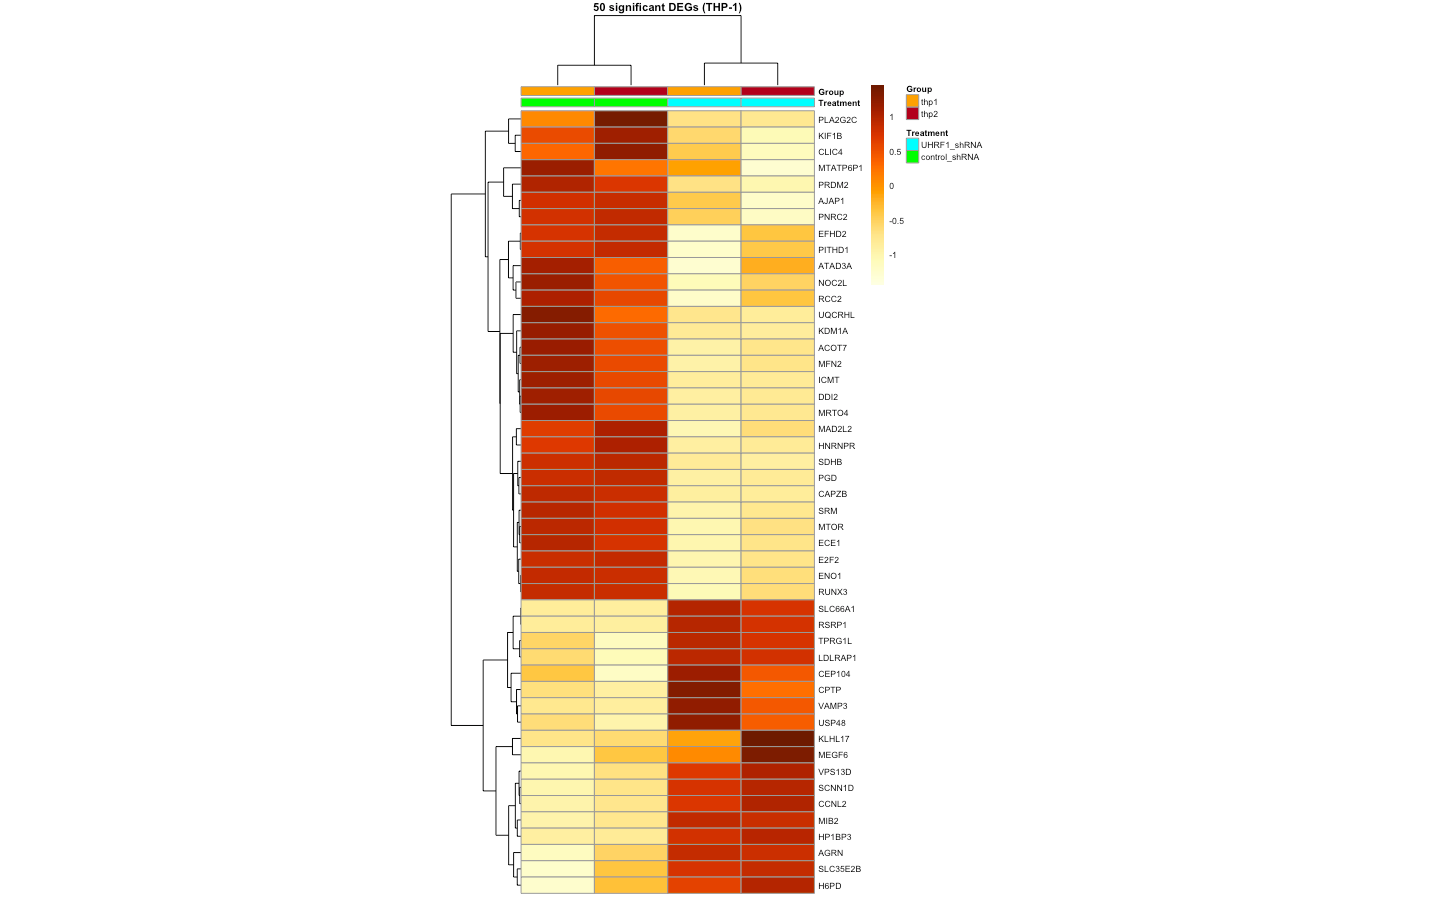 50 significant DEGs (THP-1)
Group
Treatment
1
0.5
0
-0.5
-1
Group
thp1
thp2
Treatment
UHRF1_shRNA
control_shRNA
PLA2G2C
KIF1B
CLIC4
MTATP6P1
PRDM2
AJAP1
PNRC2
EFHD2
PITHD1
ATAD3A
NOC2L
RCC2
UQCRHL
KDM1A
ACOT7
MFN2
ICMT
DDI2
MRTO4
MAD2L2
HNRNPR
SDHB
PGD
CAPZB
SRM
MTOR
ECE1
E2F2
ENO1
RUNX3
SLC66A1
RSRP1
TPRG1L
LDLRAP1
CEP104
CPTP
VAMP3
USP48
KLHL17
MEGF6
VPS13D
SCNN1D
CCNL2
MIB2
HP1BP3
AGRN
SLC35E2B
H6PD